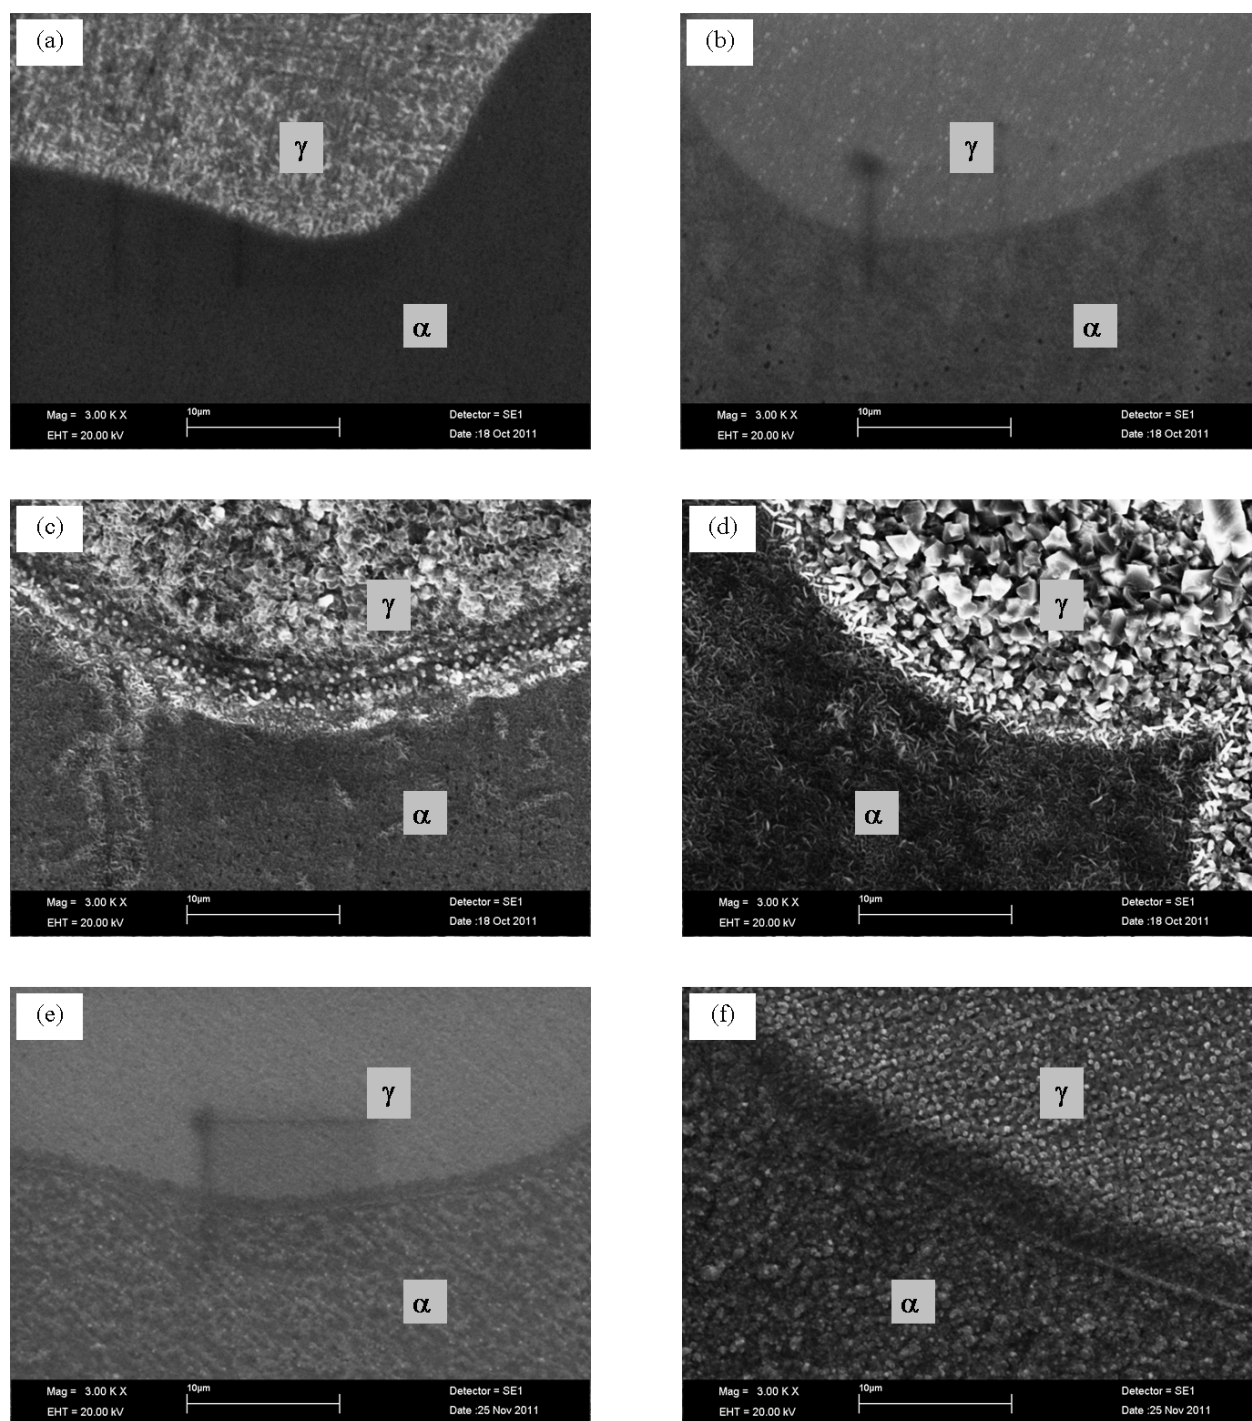 (a)
γ
α
Mag = 3.00 K X
10µm
Detector = SE1
EHT = 20.00 kV
Date :18 Oct 2011
(b)
γ
α
Mag = 3.00 K X
10µm
Detector = SE1
EHT = 20.00 kV
Date :18 Oct 2011
(c)
γ
α
Mag = 3.00 K X
10µm
Detector = SE1
EHT = 20.00 kV
Date :18 Oct 2011
(d)
γ
α
Mag = 3.00 K X
10µm
Detector = SE1
EHT = 20.00 kV
Date :18 Oct 2011
(e)
γ
α
Mag = 3.00 K X
10µm
Detector = SE1
EHT = 20.00 kV
Date :25 Nov 2011
(f)
γ
α
Mag = 3.00 K X
10µm
Detector = SE1
EHT = 20.00 kV
Date :25 Nov 2011